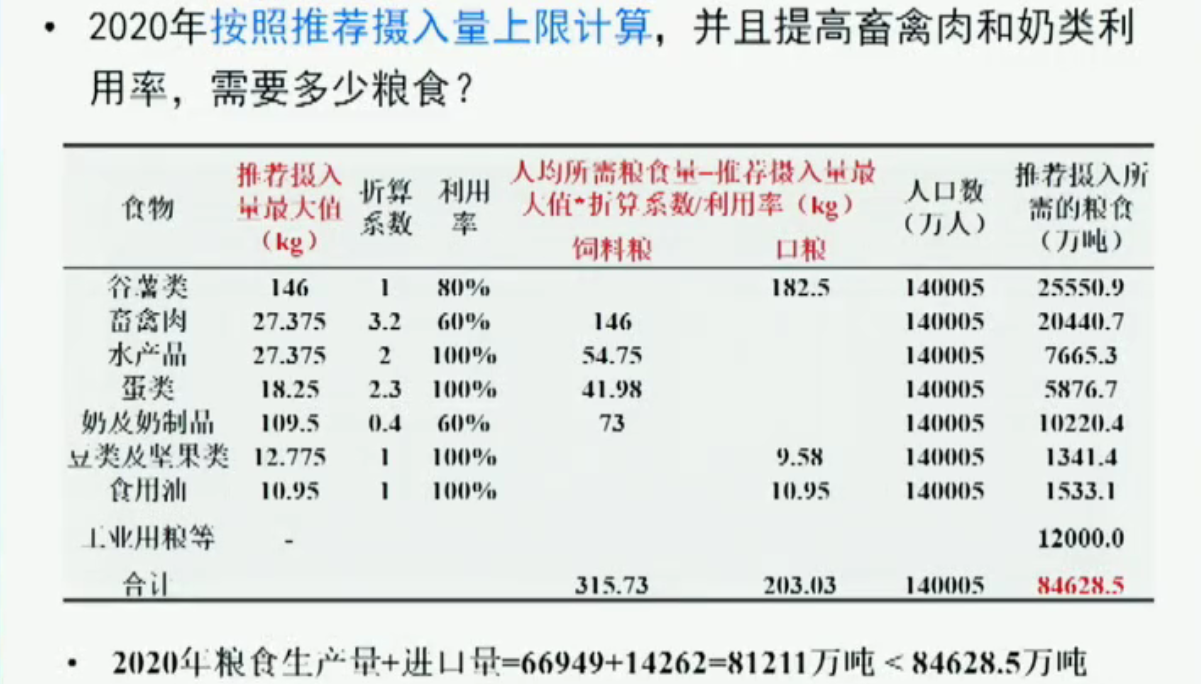 • 2020年按照推荐摄入量上限计算，并且提高畜禽肉和奶类利
用率，需要多少粮食？
食物 推荐摄入量最大值（kg） 折算系数 利用率 人均所需粮食量=推荐摄入量最大值*折算系数/利用率（kg） 人口数（万人） 推荐摄入所需的粮食（万吨）
饲料粮 口粮
谷薯类 146 1 80% 182.5 140005 25550.9
畜禽肉 27.375 3.2 60% 146 140005 20440.7
水产品 27.375 2 100% 54.75 140005 7665.3
蛋类 18.25 2.3 100% 41.98 140005 5876.7
奶及奶制品 109.5 0.4 60% 73 140005 10220.4
豆类及坚果类 12.775 1 100% 9.58 140005 1341.4
食用油 10.95 1 100% 10.95 140005 1533.1
工业用粮等 - 12000.0
合计 315.73 203.03 140005 84628.5
• 2020年粮食生产量+进口量=66949+14262=81211万吨 < 84628.5万吨